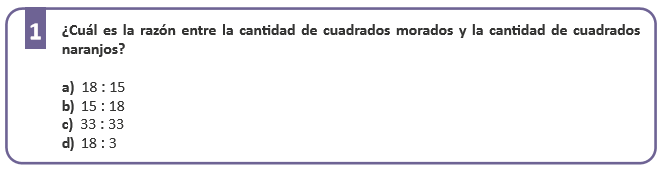 1
¿Cuál es la razón entre la cantidad de cuadrados morados y la cantidad de cuadrados
naranjos?
a) 18 : 15
b) 15 : 18
c) 33 : 33
d) 18 : 3